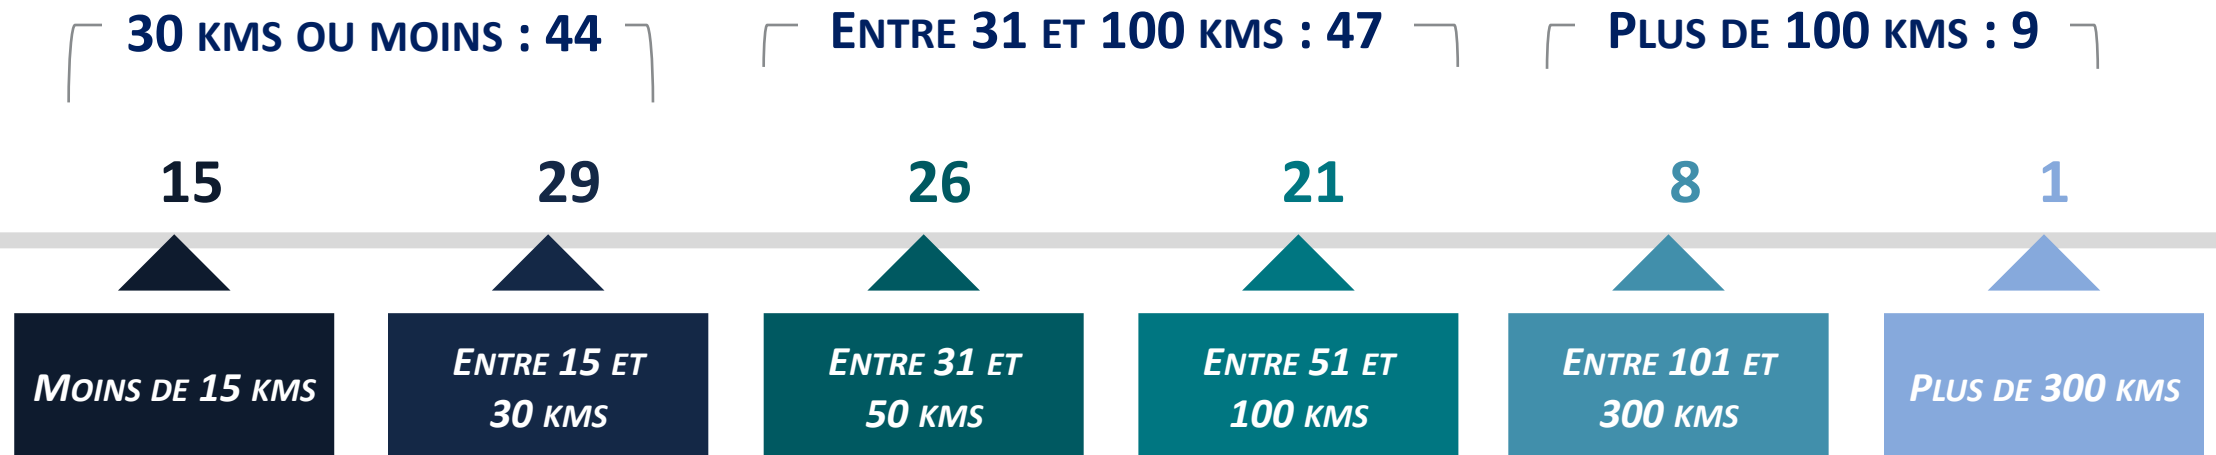 30 KMS OU MOINS : 44
ENTRE 31 ET 100 KMS : 47
PLUS DE 100 KMS : 9
15
29
26
21
8
1
MOINS DE 15 KMS
ENTRE 15 ET
30 KMS
ENTRE 31 ET
50 KMS
ENTRE 51 ET
100 KMS
ENTRE 101 ET
300 KMS
PLUS DE 300 KMS